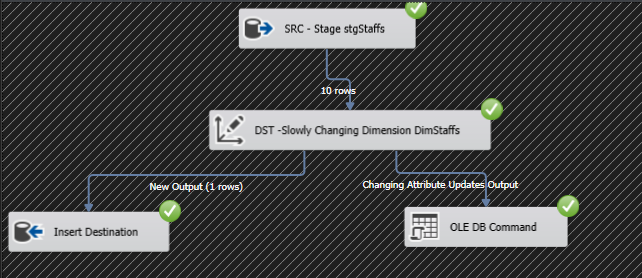 SRC - Stage stgStaffs
10 rows
DST -Slowly Changing Dimension DimStaffs
New Output (1 rows)
Changing Attribute Updates Output
Insert Destination
OLE DB Command